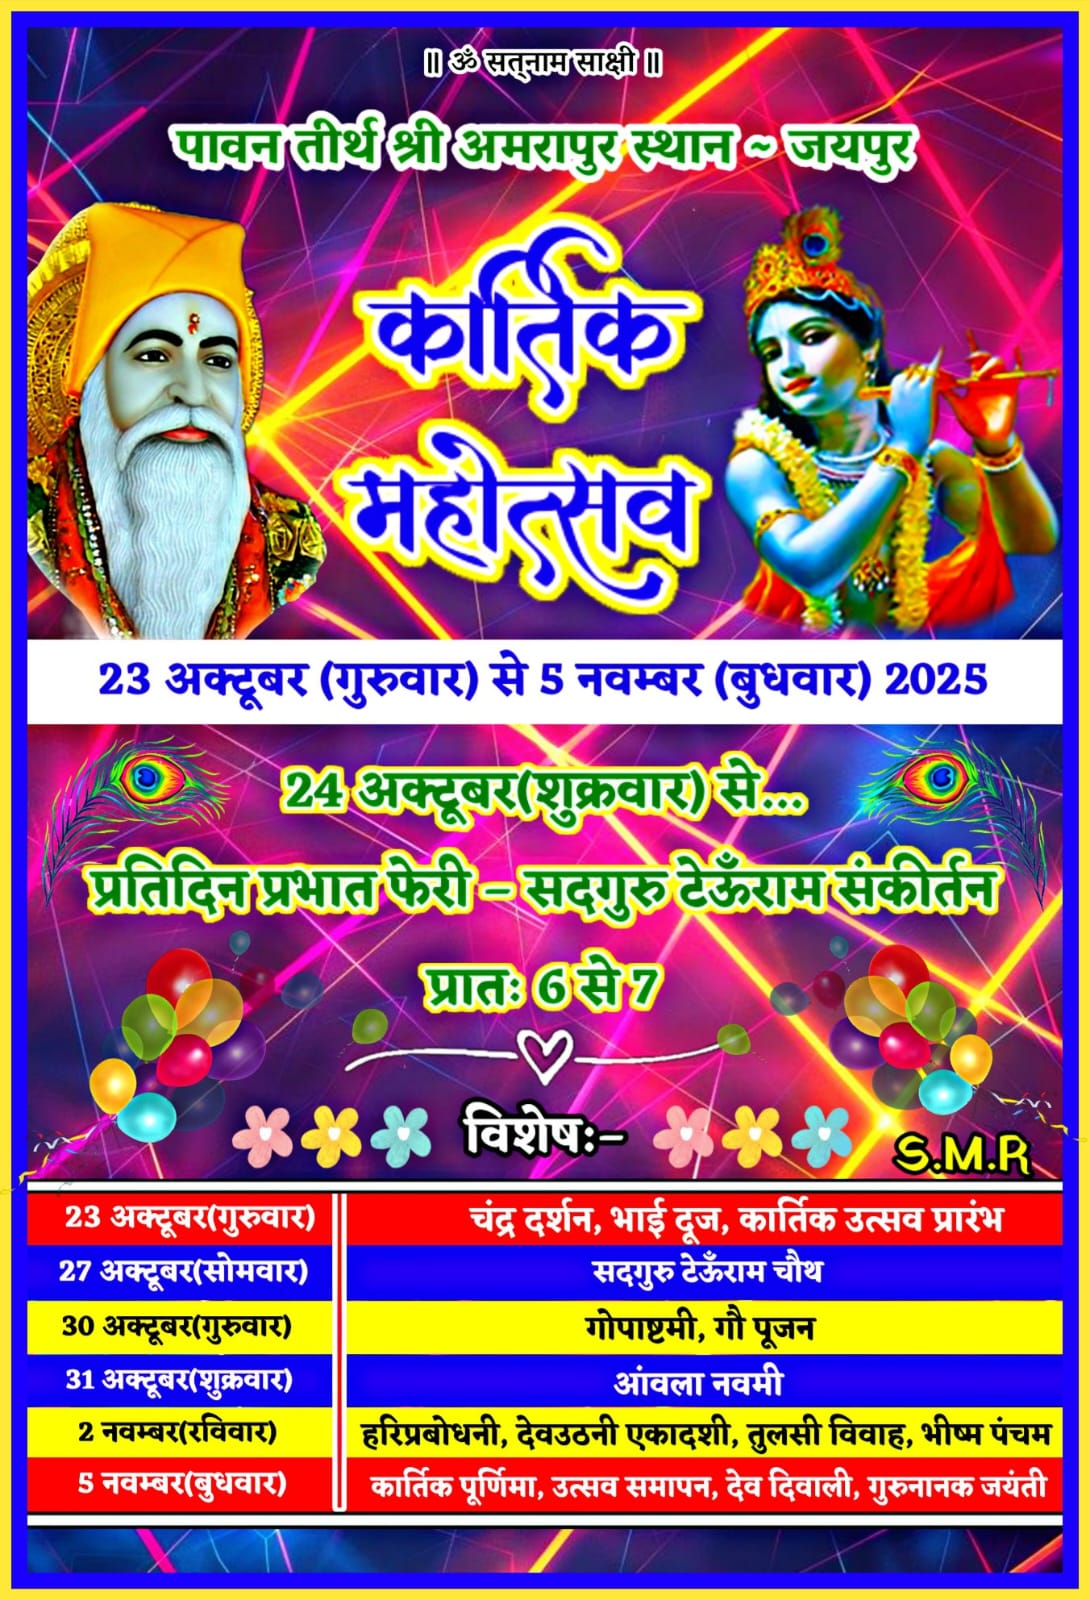 ॥ ॐ सत्नाम साक्षी ॥
पावन तीर्थ श्री अमरापुर स्थान ~ जयपुर
कार्तिक
महोत्सव
23 अक्टूबर (गुरुवार) से 5 नवम्बर (बुधवार) 2025
24 अक्टूबर(शुक्रवार) से...
प्रतिदिन प्रभात फेरी – सदगुरु टेऊँराम संकीर्तन
प्रातः 6 से 7
विशेषः–
S.M.R
23 अक्टूबर(गुरुवार) चंद्र दर्शन, भाई दूज, कार्तिक उत्सव प्रारंभ
27 अक्टूबर(सोमवार) सदगुरु टेऊँराम चौथ
30 अक्टूबर(गुरुवार) गोपाष्टमी, गौ पूजन
31 अक्टूबर(शुक्रवार) आंवला नवमी
2 नवम्बर(रविवार) हरिप्रबोधनी, देवउठनी एकादशी, तुलसी विवाह, भीष्म पंचम
5 नवम्बर(बुधवार) कार्तिक पूर्णिमा, उत्सव समापन, देव दिवाली, गुरुनानक जयंती